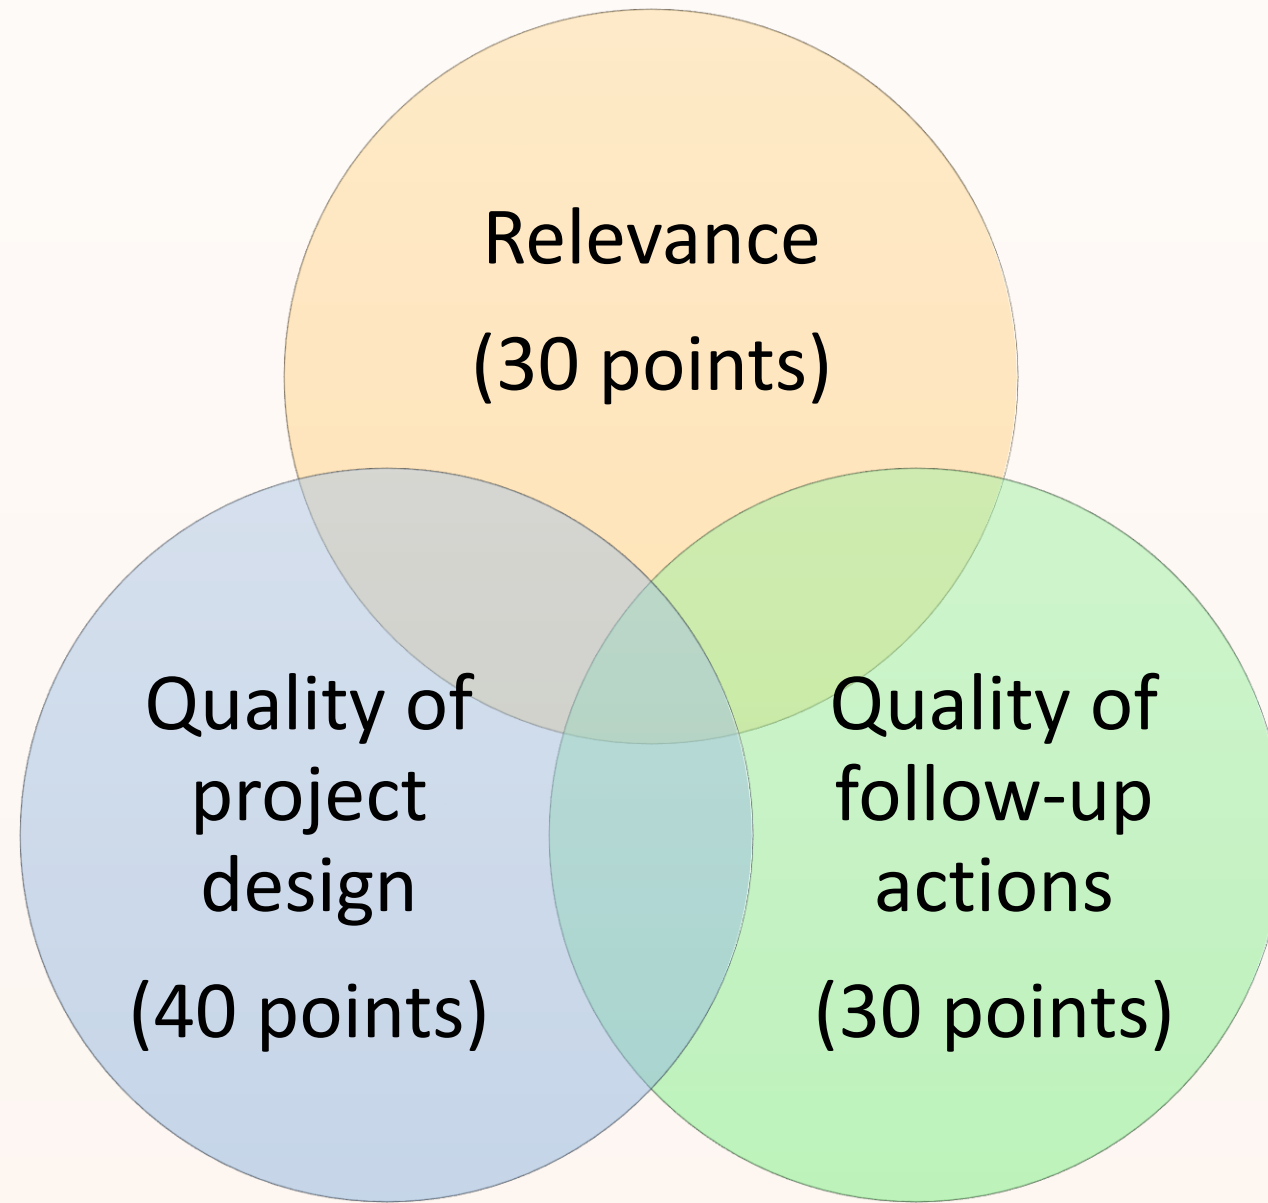 Relevance
(30 points)
Quality of
project
design
(40 points)
Quality of
follow-up
actions
(30 points)